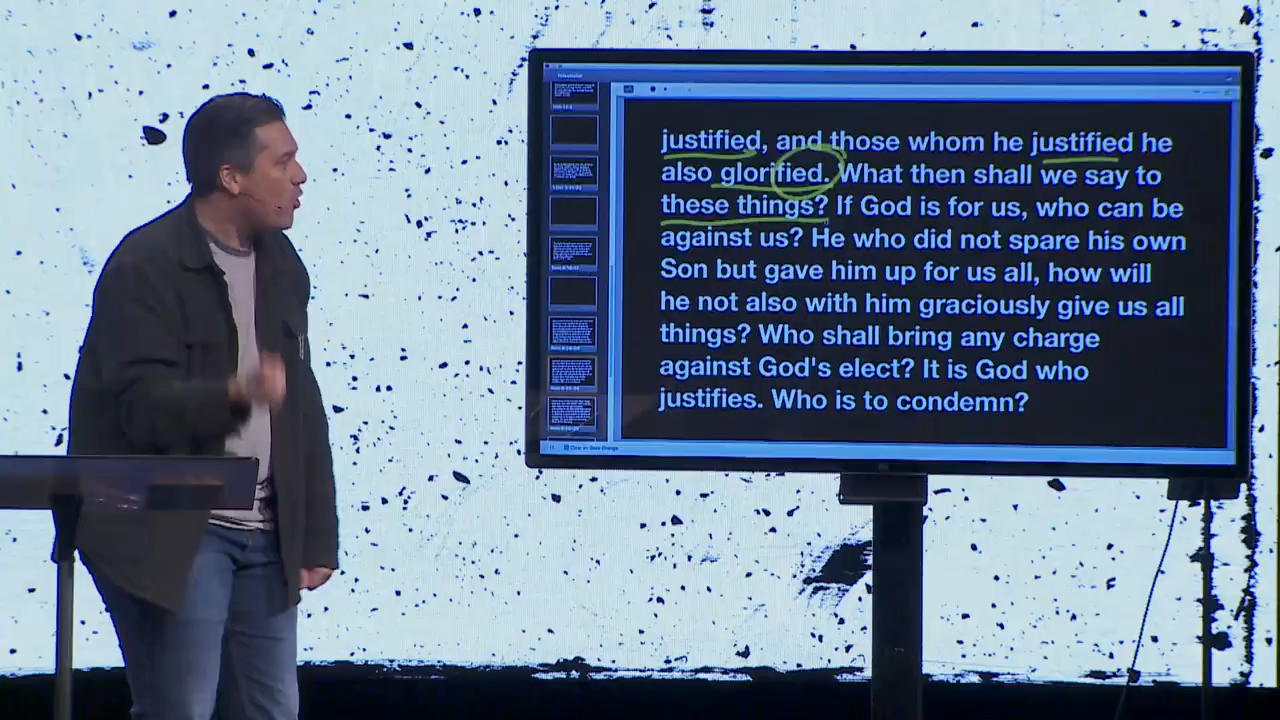 justified, and those whom he justified he
also glorified. What then shall we say to
these things? If God is for us, who can be
against us? He who did not spare his own
Son but gave him up for us all, how will
he not also with him graciously give us all
things? Who shall bring any charge
against God's elect? It is God who
justifies. Who is to condemn?